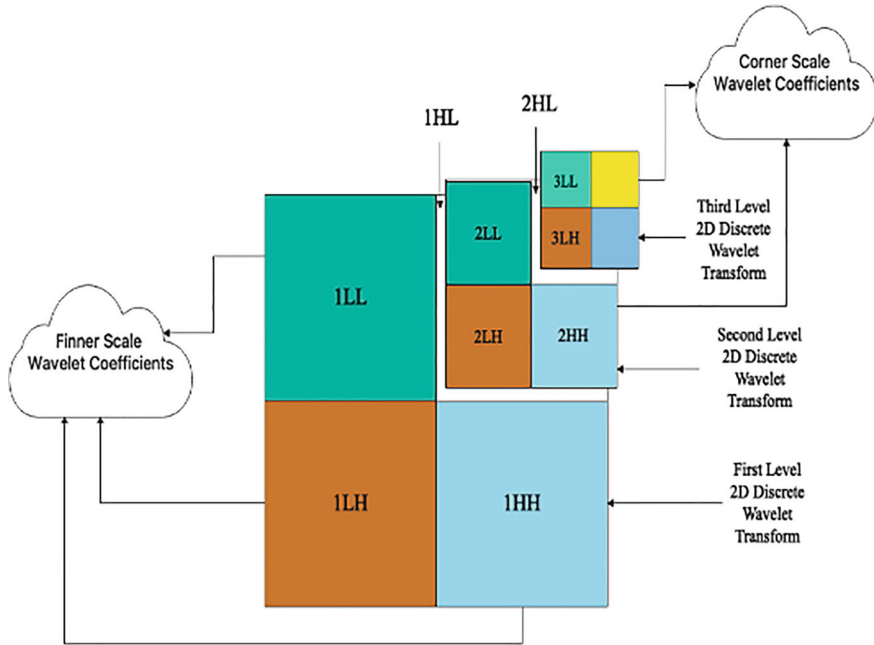 Corner Scale
Wavelet Coefficients
1HL
2HL
3LL
3LH
Third Level
2D Discrete
Wavelet
Transform
2LL
1LL
2LH
2HH
Finner Scale
Wavelet Coefficients
Second Level
2D Discrete
Wavelet
Transform
1LH
1HH
First Level
2D Discrete
Wavelet
Transform